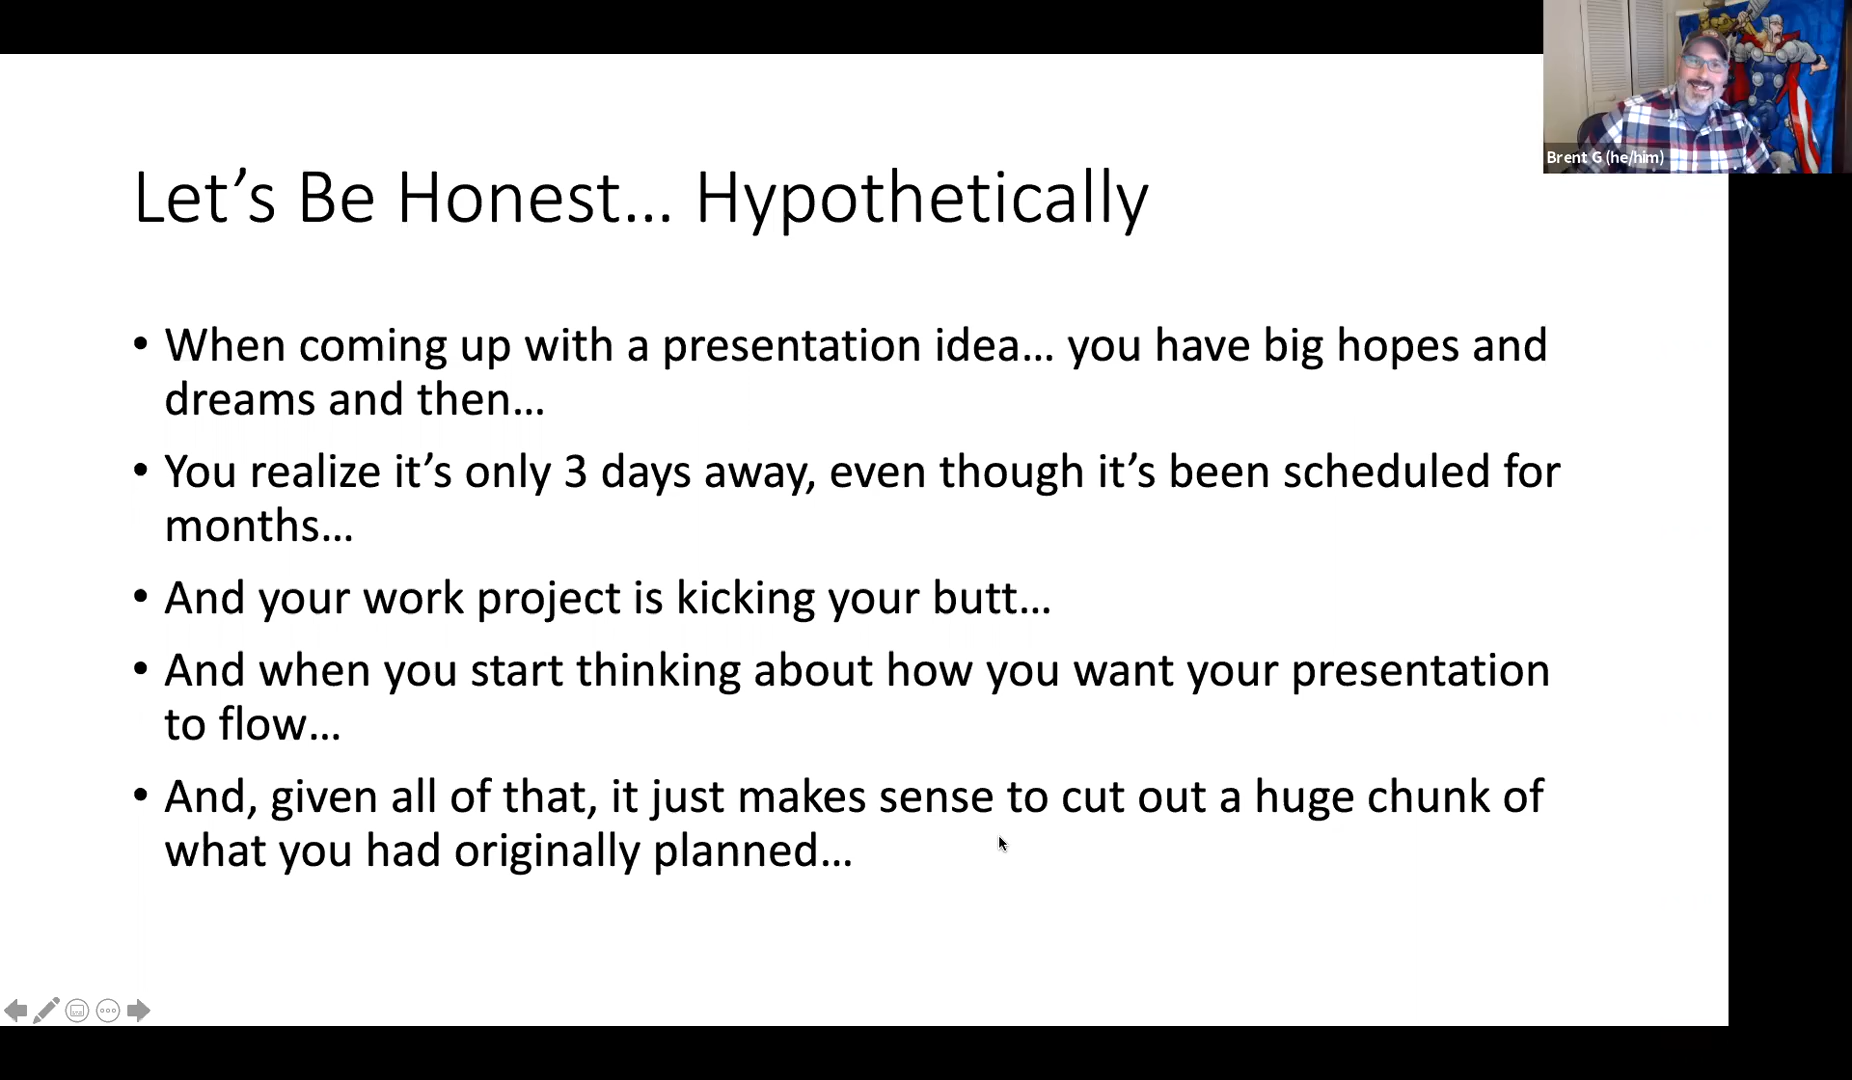 Brent G (he/him)
Let’s Be Honest… Hypothetically
• When coming up with a presentation idea… you have big hopes and
dreams and then…
• You realize it’s only 3 days away, even though it’s been scheduled for
months…
• And your work project is kicking your butt…
• And when you start thinking about how you want your presentation
to flow…
• And, given all of that, it just makes sense to cut out a huge chunk of
what you had originally planned…